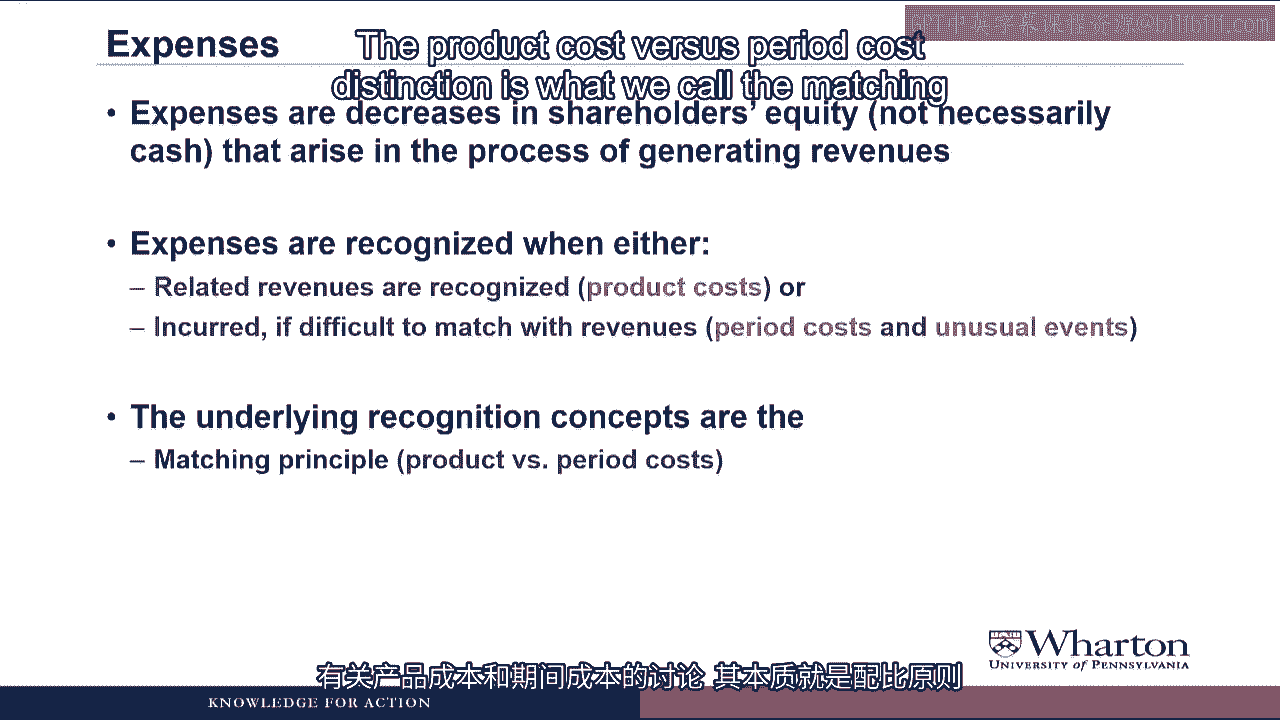 Expenses
The product cost versus period cost
distinction is what we call the matching
• Expenses are decreases in shareholders' equity (not necessarily
cash) that arise in the process of generating revenues
• Expenses are recognized when either:
– Related revenues are recognized (product costs) or
– Incurred, if difficult to match with revenues (period costs and unusual events)
• The underlying recognition concepts are the
– Matching principle (product vs. period costs)
Wharton
UNIVERSITY of PENNSYLVANIA
有关产品成本和期间成本的讨论 其本质就是配比原则
KNOWLEDGE FOR ACTION